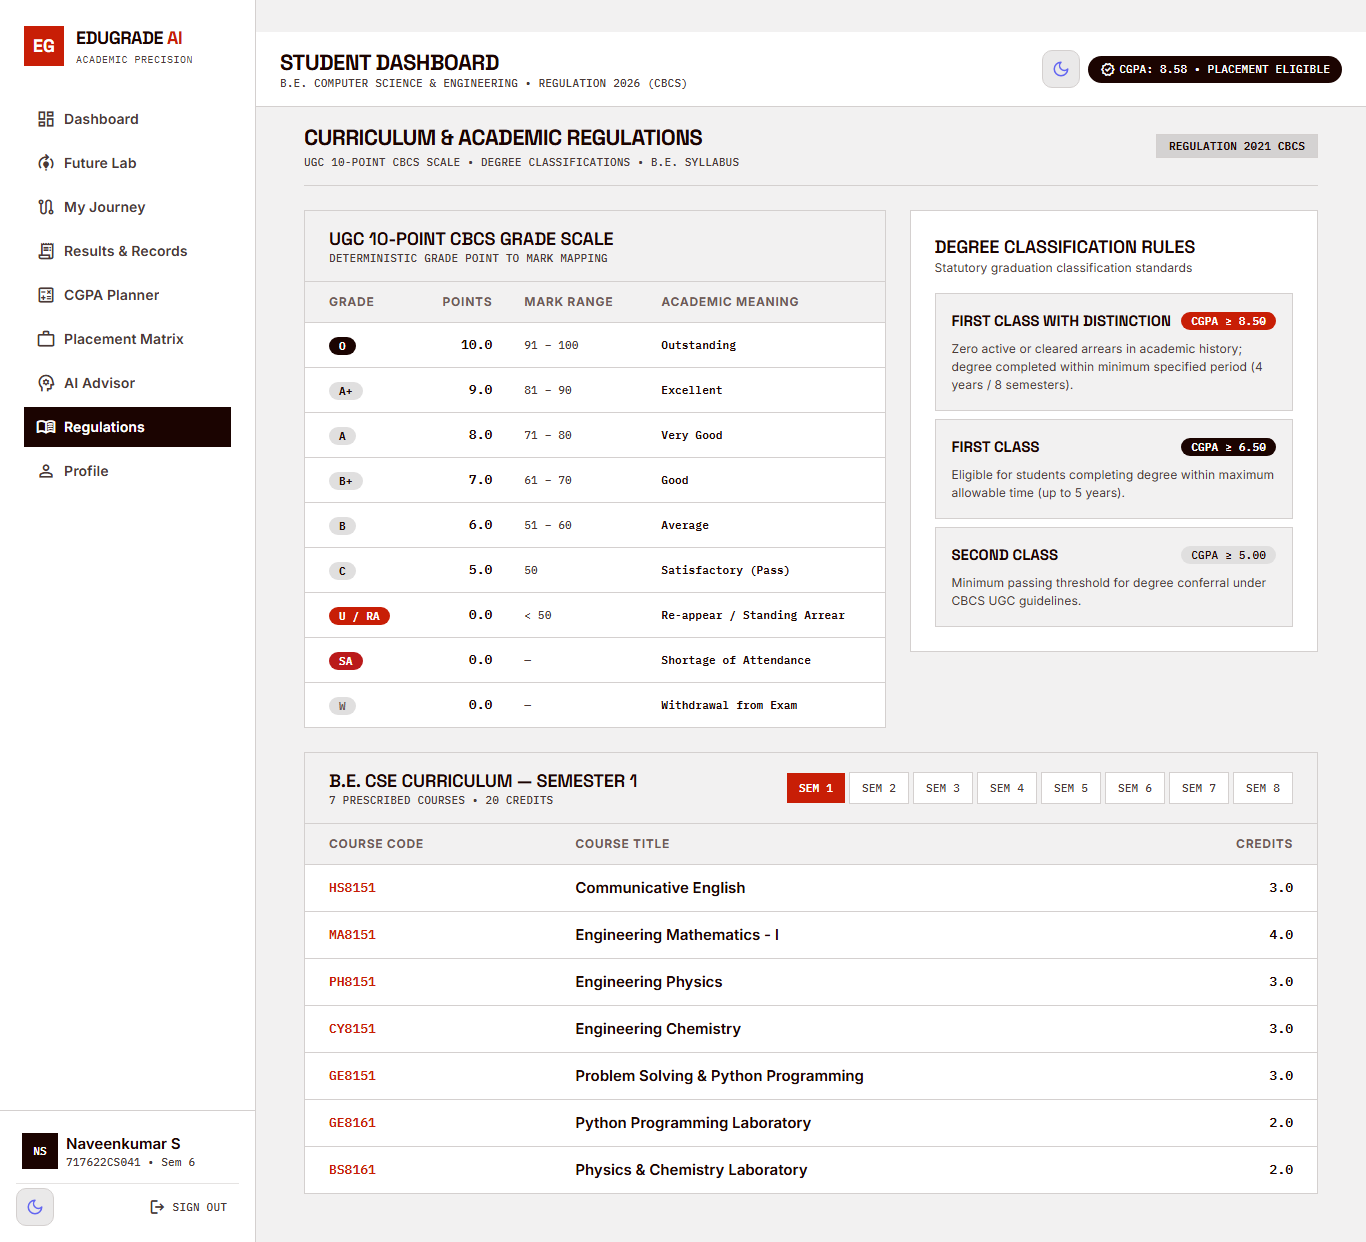 EG
EDUGRADE AI
ACADEMIC PRECISION
Dashboard
Future Lab
My Journey
Results & Records
CGPA Planner
Placement Matrix
AI Advisor
Regulations
Profile
NS
Naveenkumar S
717622CS041 • Sem 6
SIGN OUT
STUDENT DASHBOARD
B.E. COMPUTER SCIENCE & ENGINEERING • REGULATION 2026 (CBCS)
CGPA: 8.58 • PLACEMENT ELIGIBLE
CURRICULUM & ACADEMIC REGULATIONS
UGC 10-POINT CBCS SCALE • DEGREE CLASSIFICATIONS • B.E. SYLLABUS
REGULATION 2021 CBCS
UGC 10-POINT CBCS GRADE SCALE
DETERMINISTIC GRADE POINT TO MARK MAPPING
GRADE POINTS MARK RANGE ACADEMIC MEANING
O 10.0 91 – 100 Outstanding
A+ 9.0 81 – 90 Excellent
A 8.0 71 – 80 Very Good
B+ 7.0 61 – 70 Good
B 6.0 51 – 60 Average
C 5.0 50 Satisfactory (Pass)
U / RA 0.0 < 50 Re-appear / Standing Arrear
SA 0.0 – Shortage of Attendance
W 0.0 – Withdrawal from Exam
DEGREE CLASSIFICATION RULES
Statutory graduation classification standards
FIRST CLASS WITH DISTINCTION CGPA ≥ 8.50
Zero active or cleared arrears in academic history;
degree completed within minimum specified period (4
years / 8 semesters).
FIRST CLASS CGPA ≥ 6.50
Eligible for students completing degree within maximum
allowable time (up to 5 years).
SECOND CLASS CGPA ≥ 5.00
Minimum passing threshold for degree conferral under
CBCS UGC guidelines.
B.E. CSE CURRICULUM — SEMESTER 1
7 PRESCRIBED COURSES • 20 CREDITS
SEM 1 SEM 2 SEM 3 SEM 4 SEM 5 SEM 6 SEM 7 SEM 8
COURSE CODE COURSE TITLE CREDITS
HS8151 Communicative English 3.0
MA8151 Engineering Mathematics - I 4.0
PH8151 Engineering Physics 3.0
CY8151 Engineering Chemistry 3.0
GE8151 Problem Solving & Python Programming 3.0
GE8161 Python Programming Laboratory 2.0
BS8161 Physics & Chemistry Laboratory 2.0